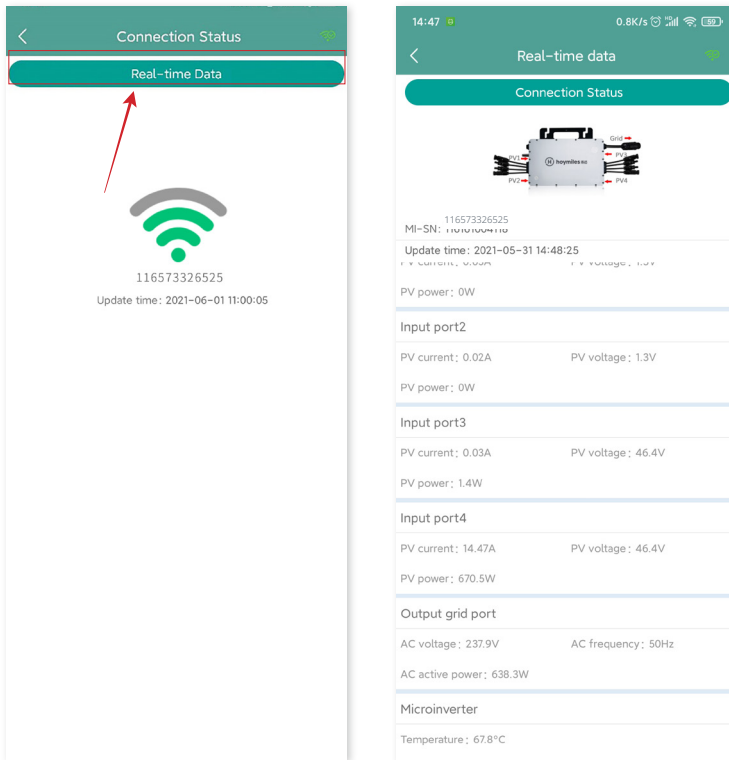 Connection Status
Real-time Data
116573326525
Update time: 2021-06-01 11:00:05
14:47
0.8K/s
59
Real-time data
Connection Status
Grid
PV1
PV3
hoymiles
PV2
PV4
116573326525
MI-SN:
Update time: 2021-05-31 14:48:25
PV power: 0W
Input port2
PV current: 0.02A PV voltage: 1.3V
PV power: 0W
Input port3
PV current: 0.03A PV voltage: 46.4V
PV power: 1.4W
Input port4
PV current: 14.47A PV voltage: 46.4V
PV power: 670.5W
Output grid port
AC voltage: 237.9V AC frequency: 50Hz
AC active power: 638.3W
Microinverter
Temperature: 67.8°C